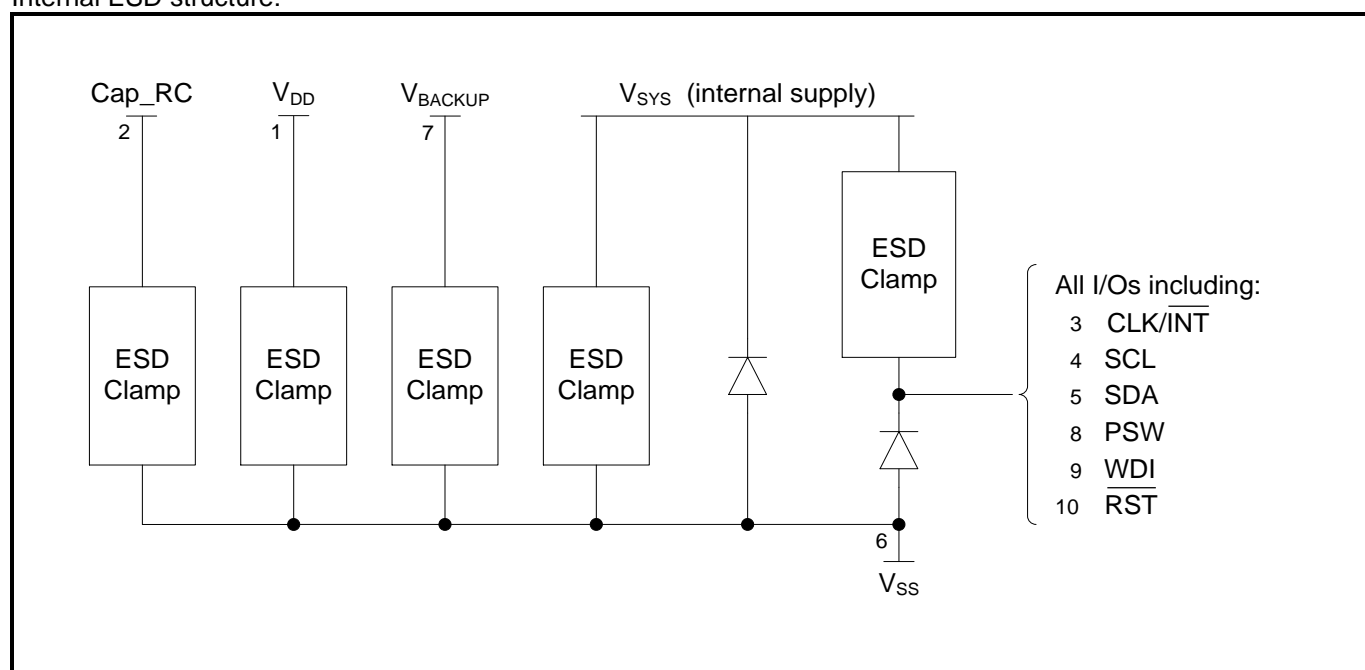 Internal ESD structure:
Cap_RC
2
V_DD
1
V_BACKUP
7
V_SYS (internal supply)
ESD
Clamp
ESD
Clamp
ESD
Clamp
ESD
Clamp
ESD
Clamp
All I/Os including:
3 CLK/I̅N̅T̅
4 SCL
5 SDA
8 PSW
9 WDI
10 R̅S̅T̅
6
V_SS